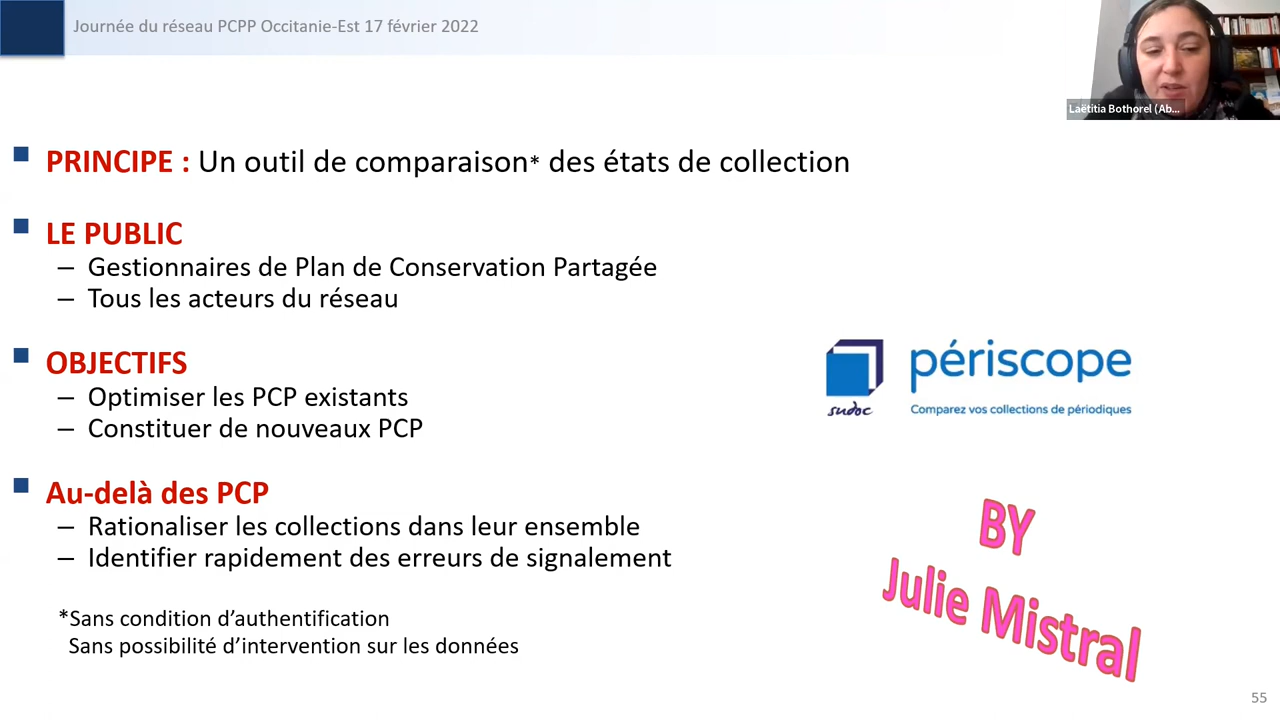 Journée du réseau PCPP Occitanie-Est 17 février 2022
Laëtitia Bothorel (Ab...
PRINCIPE : Un outil de comparaison* des états de collection
LE PUBLIC
– Gestionnaires de Plan de Conservation Partagée
– Tous les acteurs du réseau
OBJECTIFS
– Optimiser les PCP existants
– Constituer de nouveaux PCP
Au-delà des PCP
– Rationaliser les collections dans leur ensemble
– Identifier rapidement des erreurs de signalement
*Sans condition d’authentification
Sans possibilité d’intervention sur les données
périscope
sudoc
Comparez vos collections de périodiques
BY
Julie Mistral
55